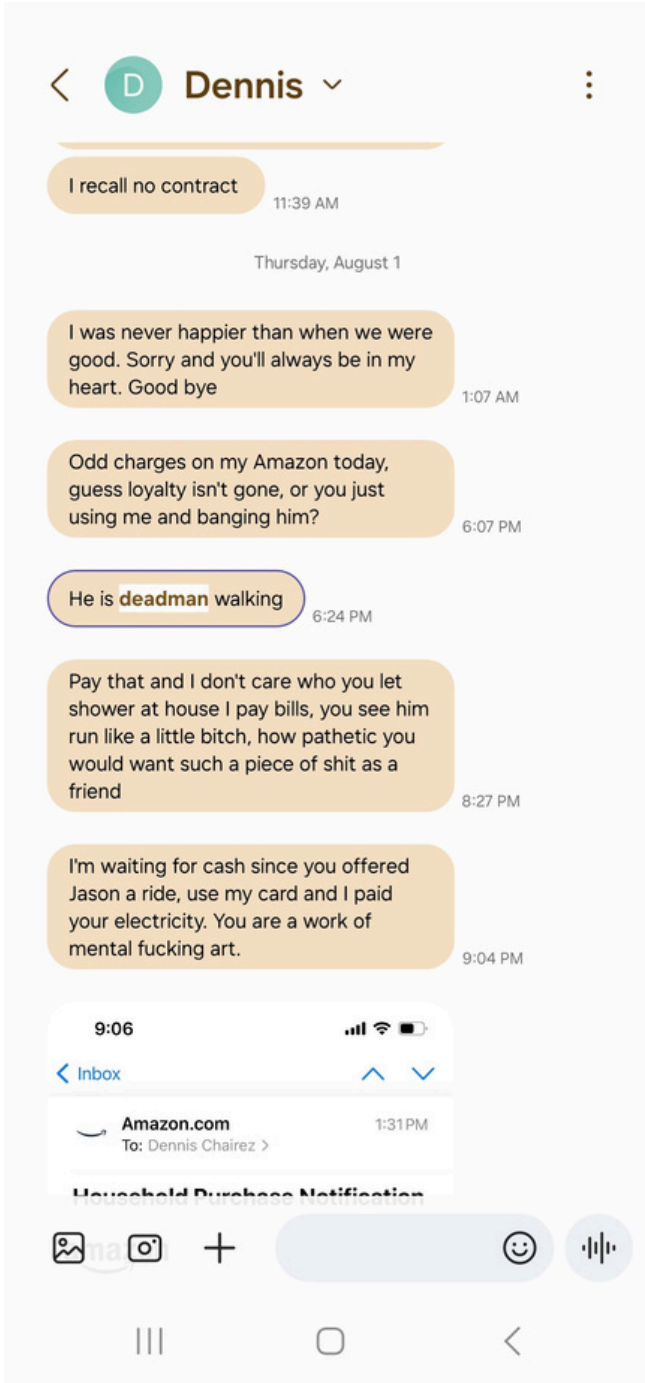 D Dennis
I recall no contract
11:39 AM
Thursday, August 1
I was never happier than when we were
good. Sorry and you'll always be in my
heart. Good bye
1:07 AM
Odd charges on my Amazon today,
guess loyalty isn't gone, or you just
using me and banging him?
6:07 PM
He is deadman walking
6:24 PM
Pay that and I don't care who you let
shower at house I pay bills, you see him
run like a little bitch, how pathetic you
would want such a piece of shit as a
friend
8:27 PM
I'm waiting for cash since you offered
Jason a ride, use my card and I paid
your electricity. You are a work of
mental fucking art.
9:04 PM
9:06
Inbox
Amazon.com 1:31 PM
To: Dennis Chairez
Household Purchase Notification